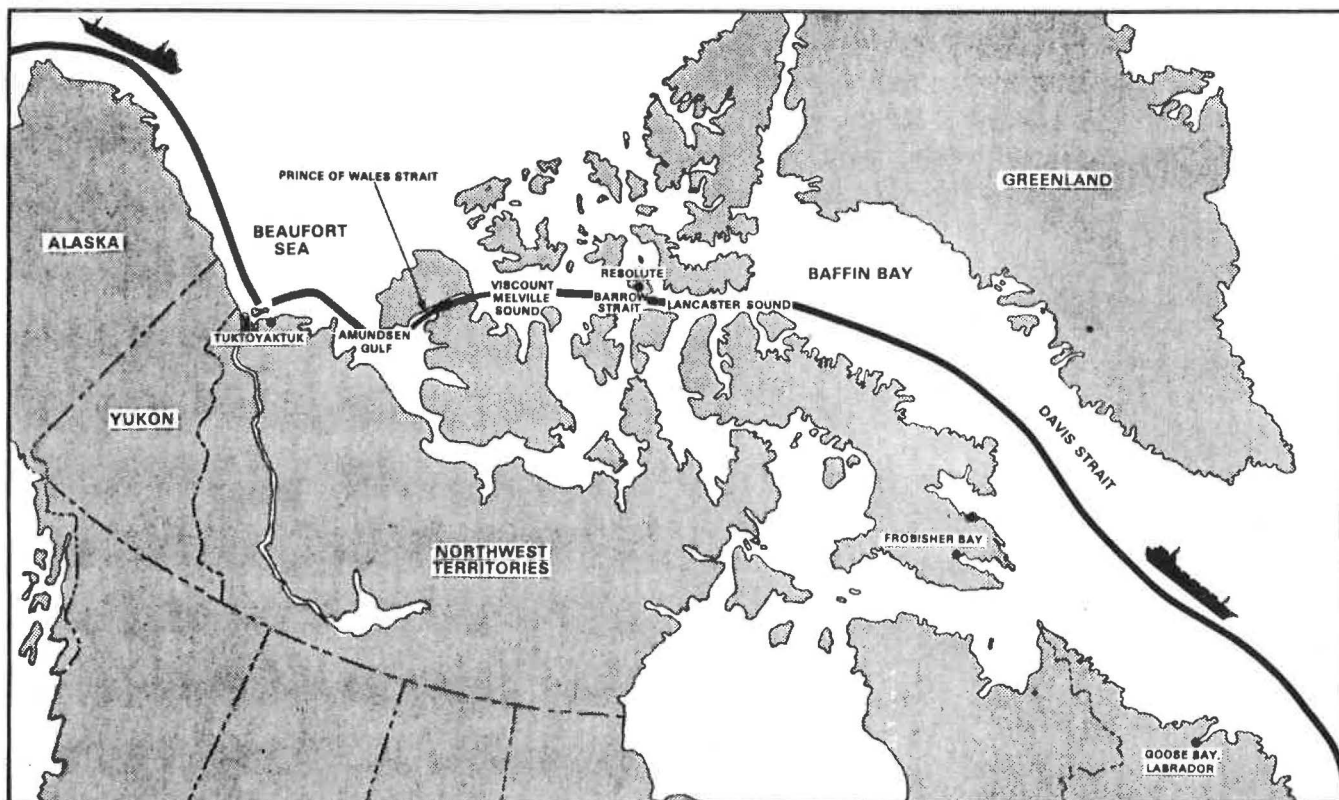 PRINCE OF WALES STRAIT
GREENLAND
ALASKA
BEAUFORT
SEA
BAFFIN BAY
RESOLUTE
VISCOUNT
MELVILLE
SOUND
BARROW
STRAIT
LANCASTER SOUND
TUKTOYAKTUK
AMUNDSEN
GULF
YUKON
DAVIS STRAIT
FROBISHER BAY
NORTHWEST
TERRITORIES
GOOSE BAY,
LABRADOR